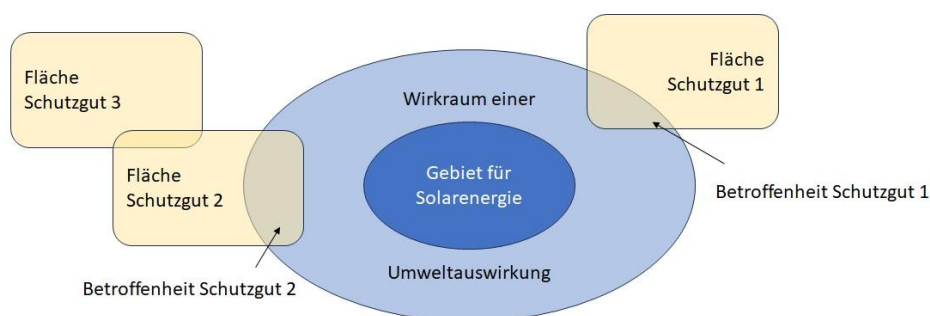 Fläche
Schutzgut 3
Fläche
Schutzgut 2
Betroffenheit Schutzgut 2
Wirkraum einer
Gebiet für
Solarenergie
Umweltauswirkung
Fläche
Schutzgut 1
Betroffenheit Schutzgut 1